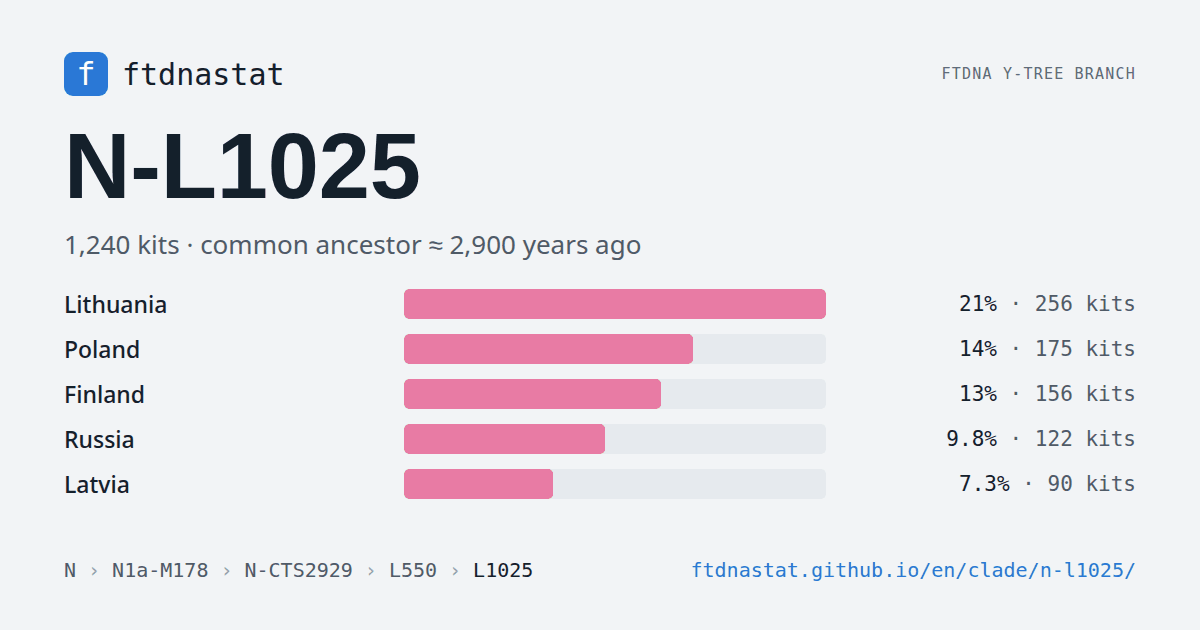 f ftdnastat
FTDNA Y-TREE BRANCH
N-L1025
1,240 kits · common ancestor ≈ 2,900 years ago
Lithuania 21% · 256 kits
Poland 14% · 175 kits
Finland 13% · 156 kits
Russia 9.8% · 122 kits
Latvia 7.3% · 90 kits
N › N1a-M178 › N-CTS2929 › L550 › L1025
ftdnastat.github.io/en/clade/n-l1025/